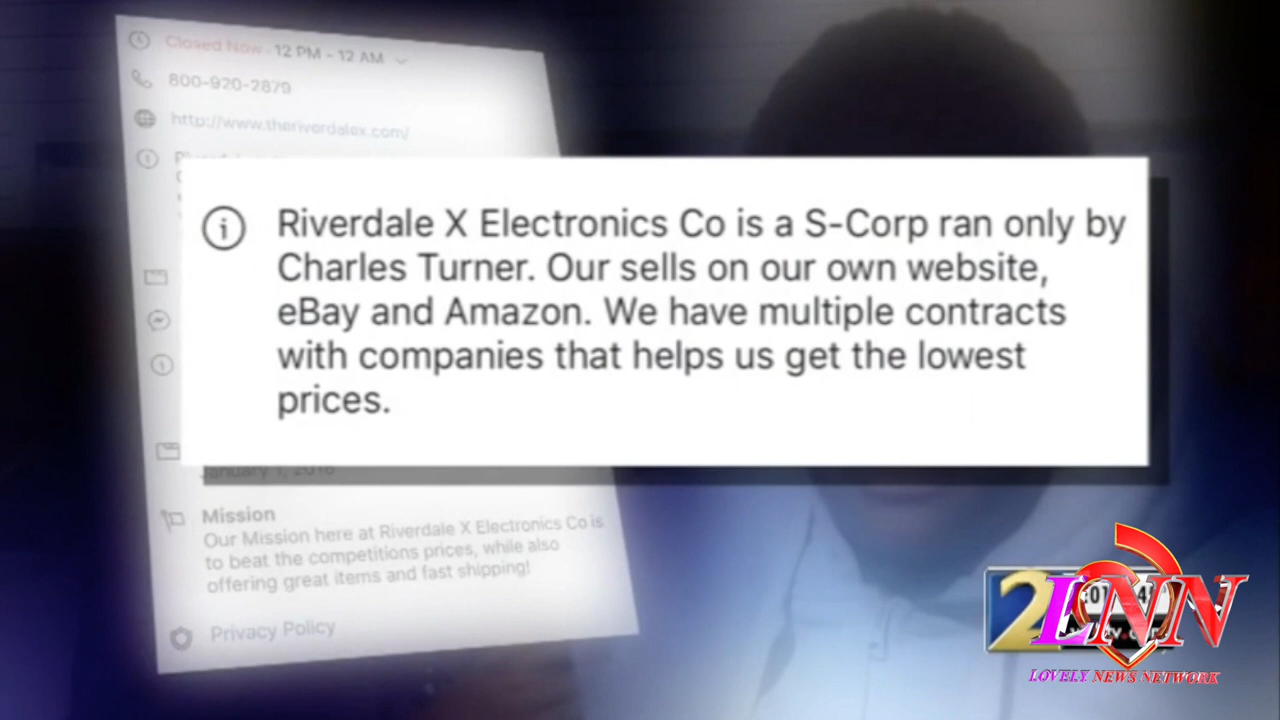 Closed Now · 12 PM - 12 AM
800-920-2879
http://www.theriverdalex.com/
Riverdale X Electronics Co is a S-Corp ran only by
Charles Turner. Our sells on our own website,
eBay and Amazon. We have multiple contracts
with companies that helps us get the lowest
prices.
January 1, 2016
Mission
Our Mission here at Riverdale X Electronics Co is
to beat the competitions prices, while also
offering great items and fast shipping!
Privacy Policy
2
LNN
LOVELY NEWS NETWORK